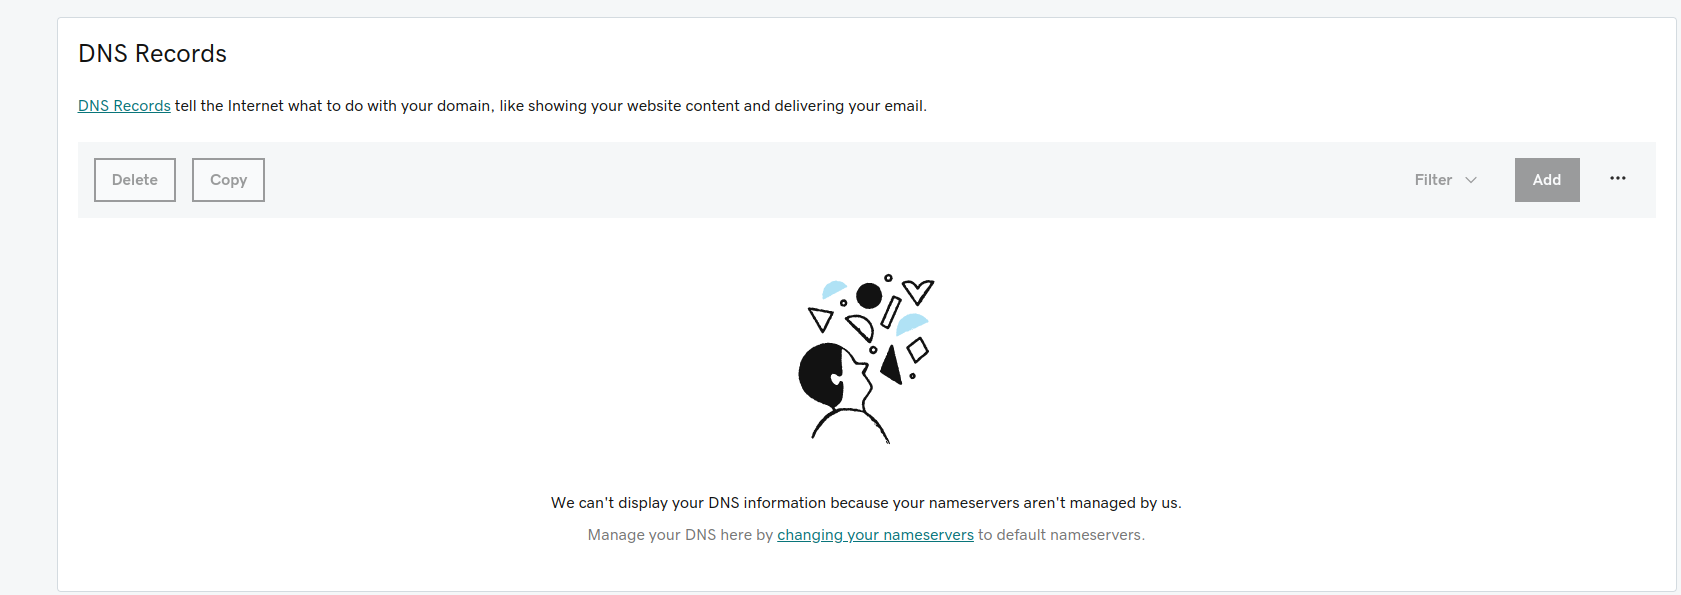 DNS Records
DNS Records tell the Internet what to do with your domain, like showing your website content and delivering your email.
Delete Copy Filter Add
We can't display your DNS information because your nameservers aren't managed by us.
Manage your DNS here by changing your nameservers to default nameservers.